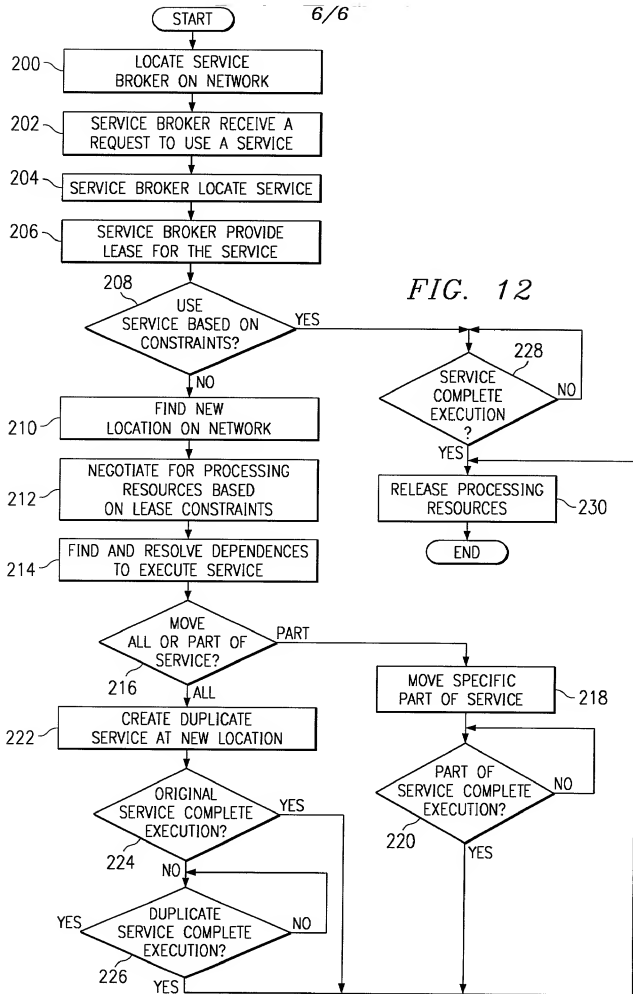 6/6
START
200
LOCATE SERVICE
BROKER ON NETWORK
202
SERVICE BROKER RECEIVE A
REQUEST TO USE A SERVICE
204
SERVICE BROKER LOCATE SERVICE
206
SERVICE BROKER PROVIDE
LEASE FOR THE SERVICE
FIG. 12
208
USE
SERVICE BASED ON
CONSTRAINTS?
YES
NO
228
SERVICE
COMPLETE
EXECUTION
?
NO
YES
RELEASE PROCESSING
RESOURCES
230
END
210
FIND NEW
LOCATION ON NETWORK
212
NEGOTIATE FOR PROCESSING
RESOURCES BASED
ON LEASE CONSTRAINTS
214
FIND AND RESOLVE DEPENDENCES
TO EXECUTE SERVICE
MOVE
ALL OR PART OF
SERVICE?
216
PART
ALL
MOVE SPECIFIC
PART OF SERVICE
218
PART OF
SERVICE COMPLETE
EXECUTION?
220
NO
YES
222
CREATE DUPLICATE
SERVICE AT NEW LOCATION
ORIGINAL
SERVICE COMPLETE
EXECUTION?
224
YES
NO
YES
DUPLICATE
SERVICE COMPLETE
EXECUTION?
NO
226
YES